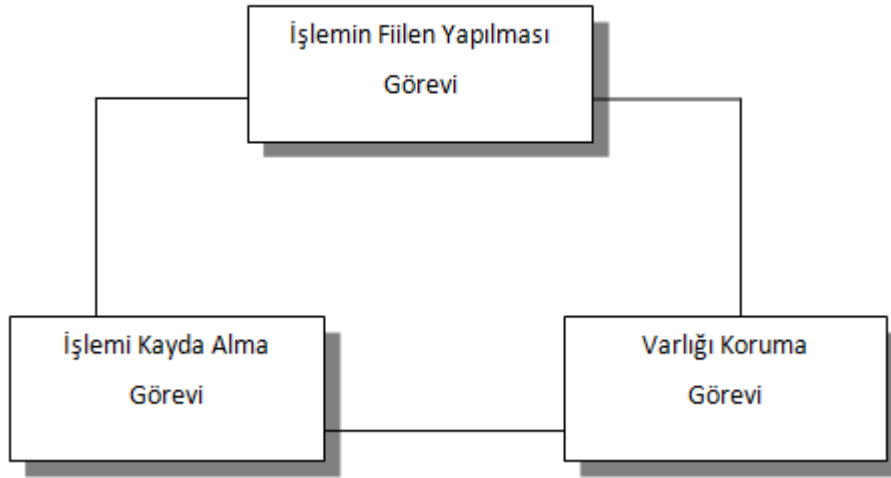 İşlemin Fiilen Yapılması
Görevi
İşlemi Kayda Alma
Görevi
Varlığı Koruma
Görevi